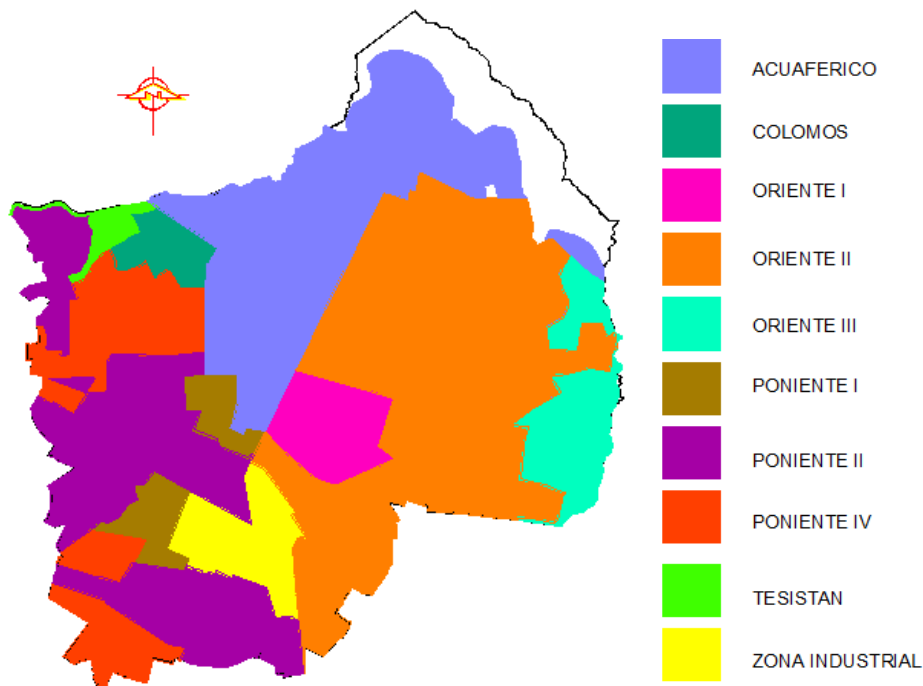 ACUAFERICO
COLOMOS
ORIENTE I
ORIENTE II
ORIENTE III
PONIENTE I
PONIENTE II
PONIENTE IV
TESISTAN
ZONA INDUSTRIAL